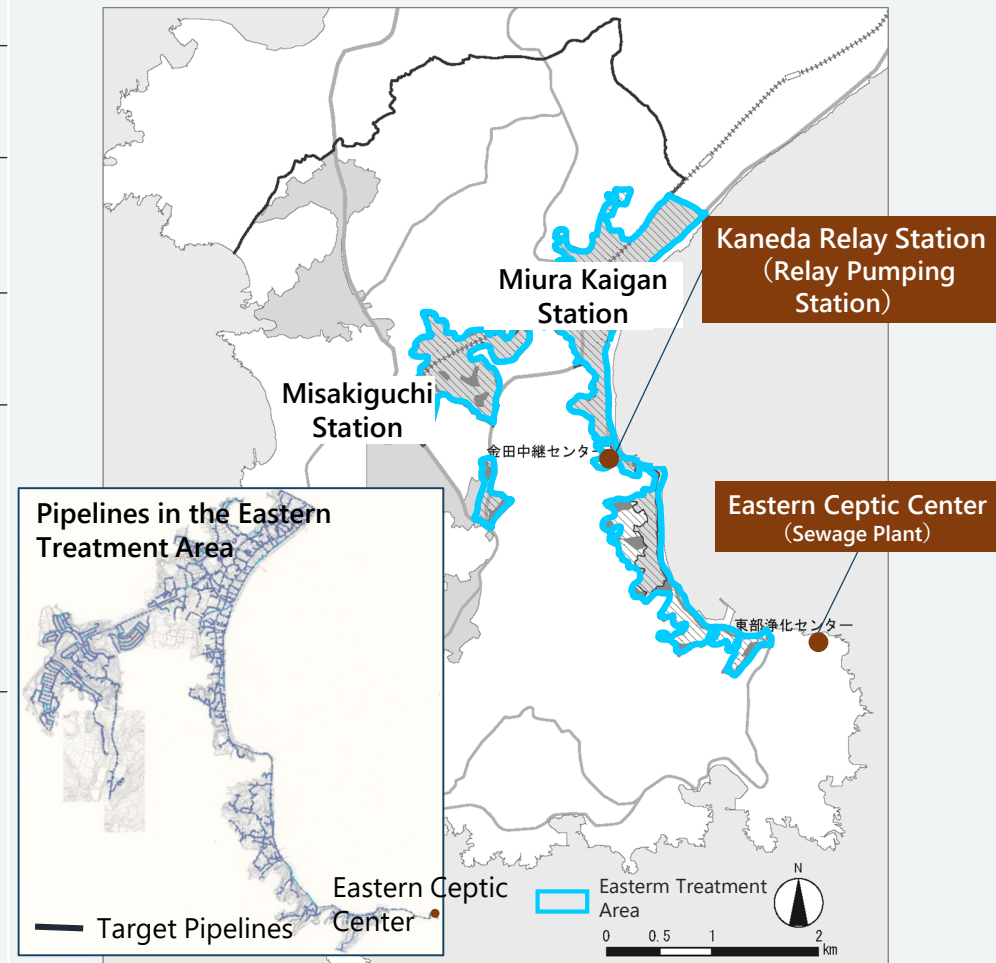 Kaneda Relay Station
（Relay Pumping
Station）
Miura Kaigan
Station
Misakiguchi
Station
金田中継センター
Eastern Ceptic Center
（Sewage Plant）
東部浄化センター
Pipelines in the Eastern
Treatment Area
Eastern Ceptic
Center
Target Pipelines
Easterm Treatment
Area
N
0 0.5 1 2
km